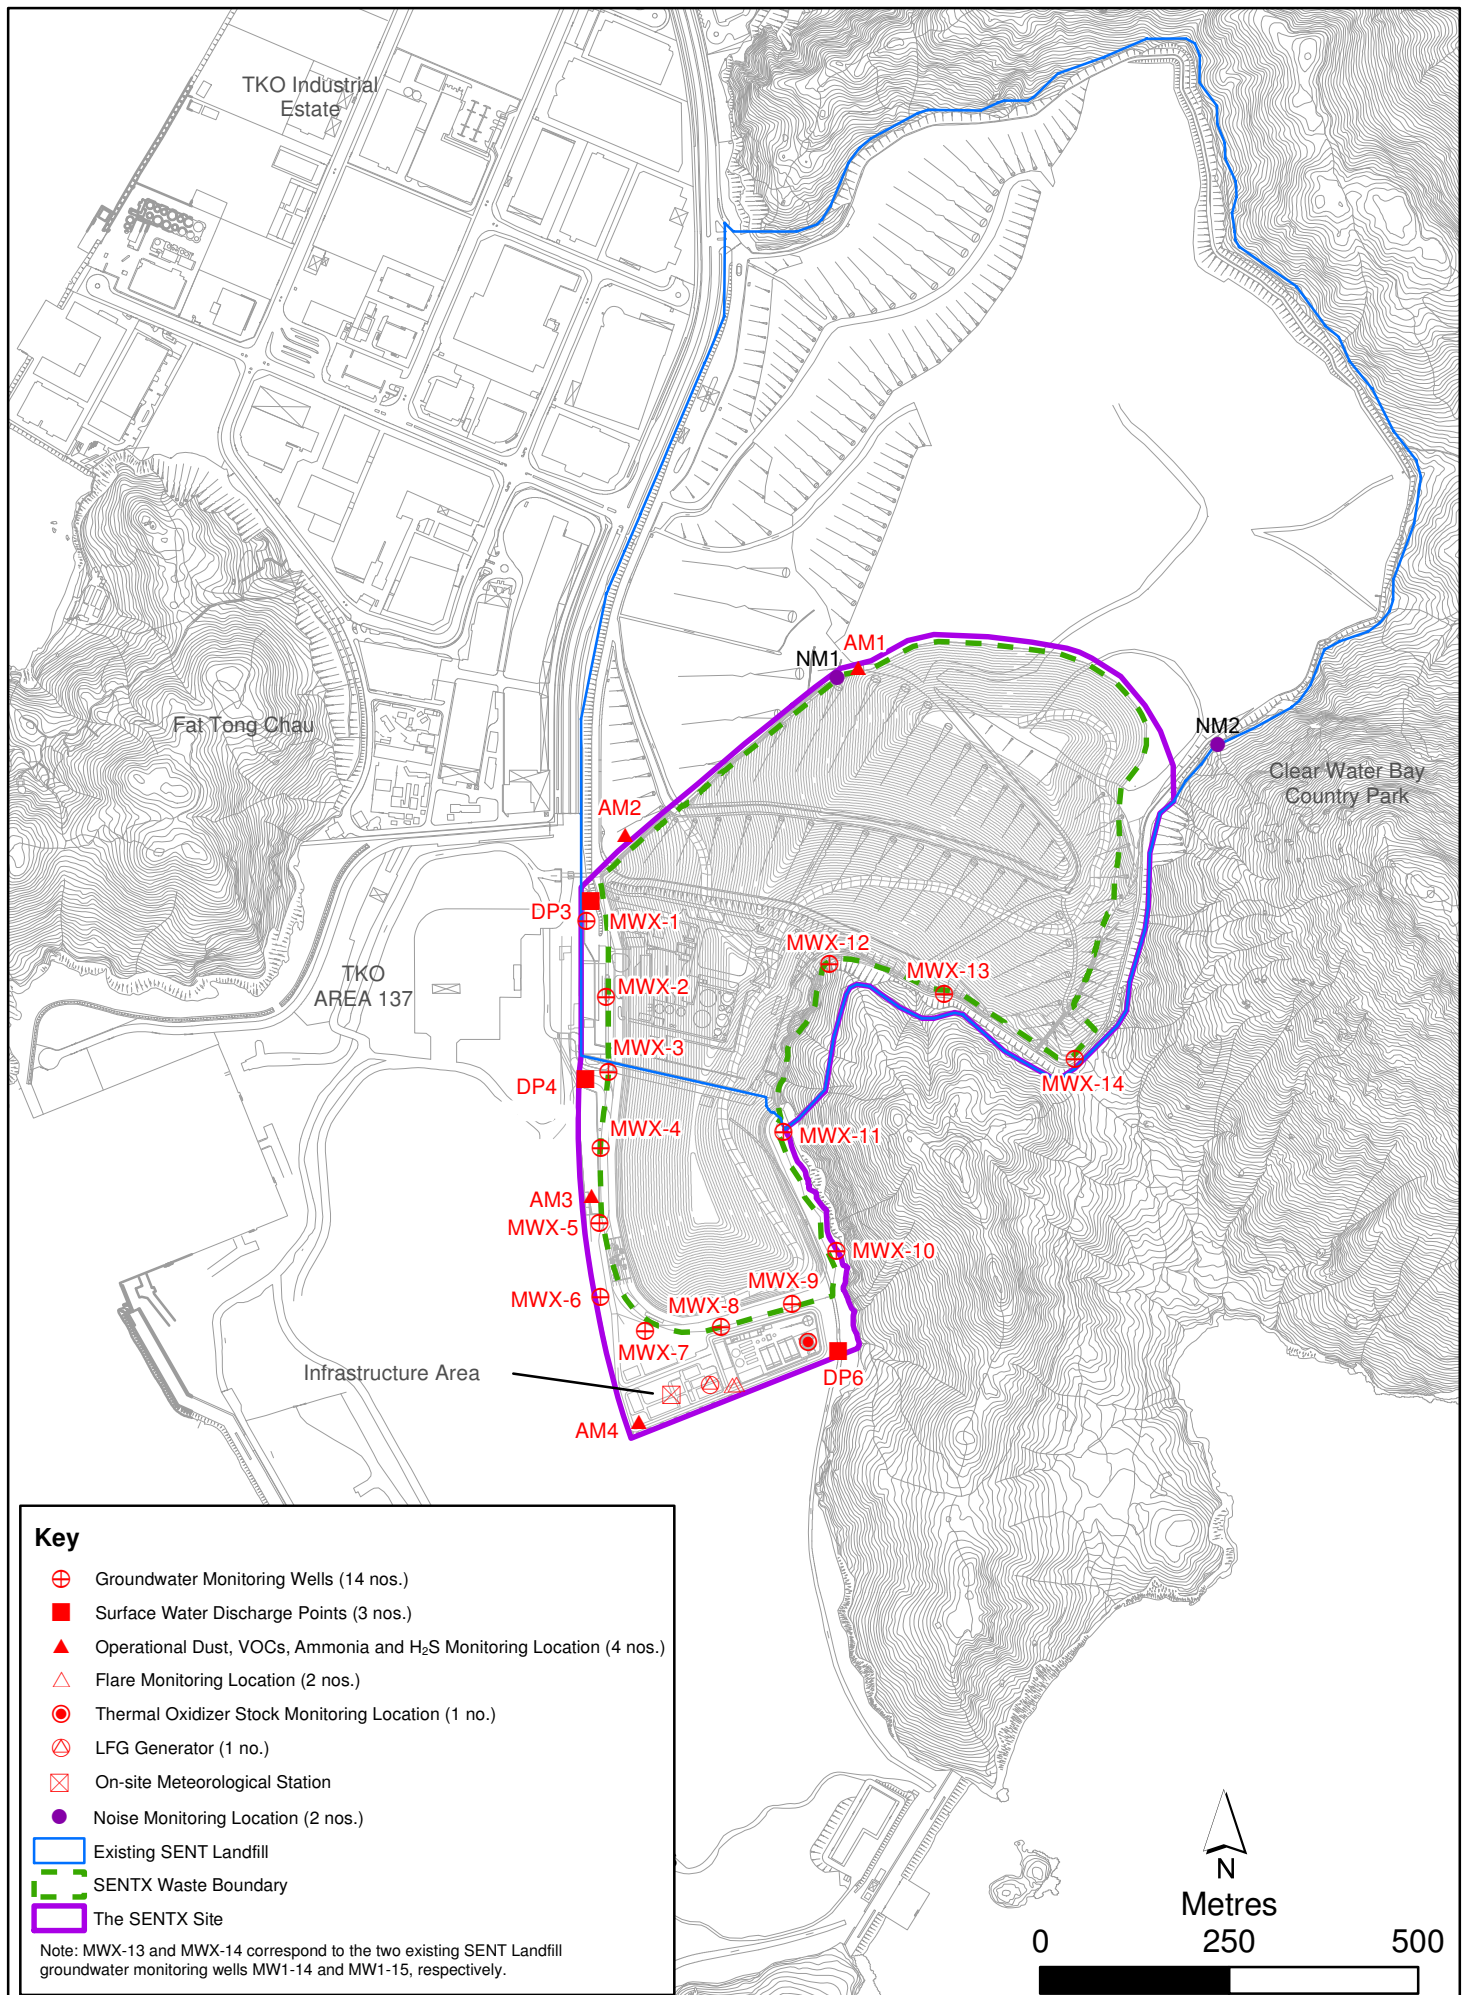 TKO Industrial
Estate
NM1
AM1
NM2
Fat Tong Chau
Clear Water Bay
Country Park
AM2
DP3
MWX-1
MWX-12
MWX-13
TKO
AREA 137
MWX-2
MWX-3
DP4
MWX-14
MWX-4
MWX-11
AM3
MWX-5
MWX-10
MWX-9
MWX-6
MWX-8
MWX-7
Infrastructure Area
DP6
AM4
Key
Groundwater Monitoring Wells (14 nos.)
Surface Water Discharge Points (3 nos.)
Operational Dust, VOCs, Ammonia and H₂S Monitoring Location (4 nos.)
Flare Monitoring Location (2 nos.)
Thermal Oxidizer Stock Monitoring Location (1 no.)
LFG Generator (1 no.)
On-site Meteorological Station
Noise Monitoring Location (2 nos.)
Existing SENT Landfill
SENTX Waste Boundary
The SENTX Site
Note: MWX-13 and MWX-14 correspond to the two existing SENT Landfill
groundwater monitoring wells MW1-14 and MW1-15, respectively.
N
Metres
0 250 500